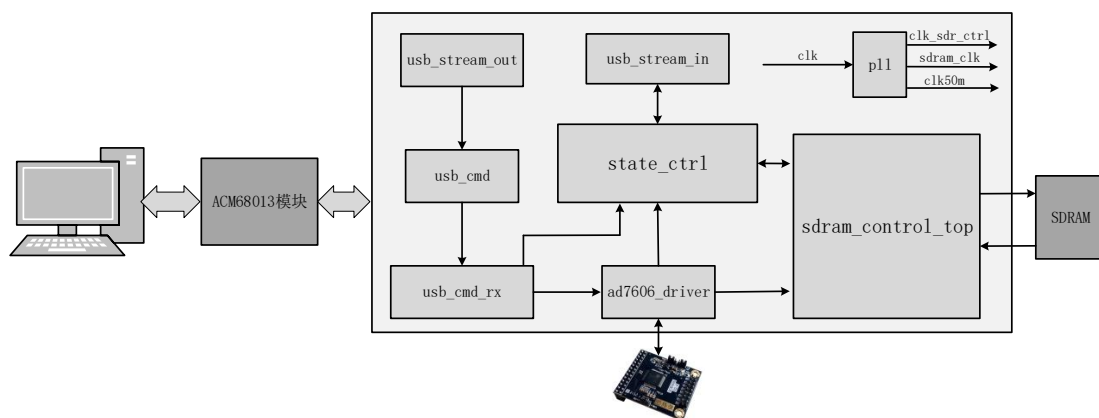 usb_stream_out
usb_stream_in
clk
pll
clk_sdr_ctrl
sdram_clk
clk50m
usb_cmd
state_ctrl
ACM68013模块
sdram_control_top
SDRAM
usb_cmd_rx
ad7606_driver